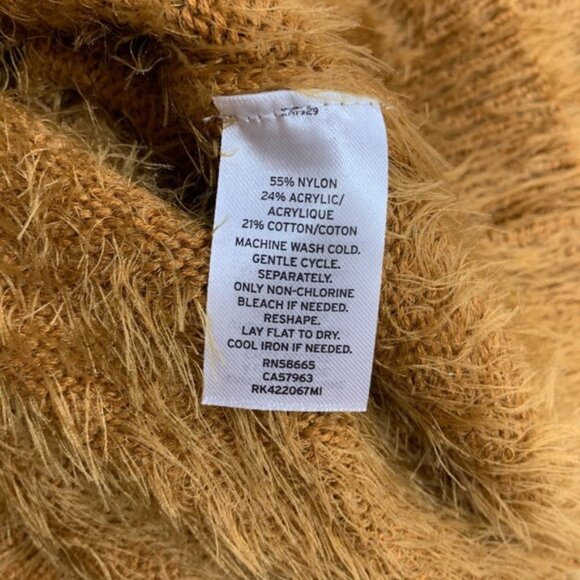 55% NYLON
24% ACRYLIC/
ACRYLIQUE
21% COTTON/COTON
MACHINE WASH COLD.
GENTLE CYCLE.
SEPARATELY.
ONLY NON-CHLORINE
BLEACH IF NEEDED.
RESHAPE.
LAY FLAT TO DRY.
COOL IRON IF NEEDED.
RN58665
CA57963
RK422067MI